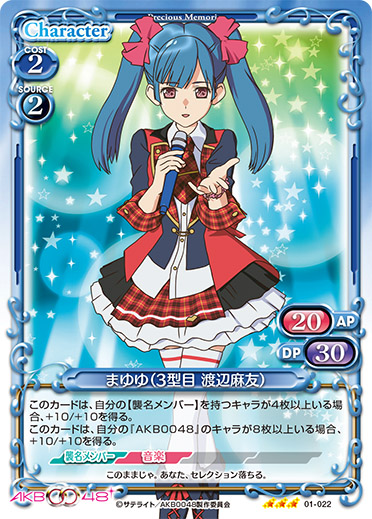 Precious Memori
Character
COST
2
SOURCE
2
20 AP
DP 30
まゆゆ(3型目 渡辺麻友)
このカードは、自分の【襲名メンバー】を持つキャラが4枚以上いる場
合、+10/+10を得る。
このカードは、自分の『AKB0048』のキャラが8枚以上いる場合、
+10/+10を得る。
襲名メンバー 音楽
このままじゃ。あなた、セレクション落ちる。
AKB0048
©サテライト/AKB0048製作委員会 01-022